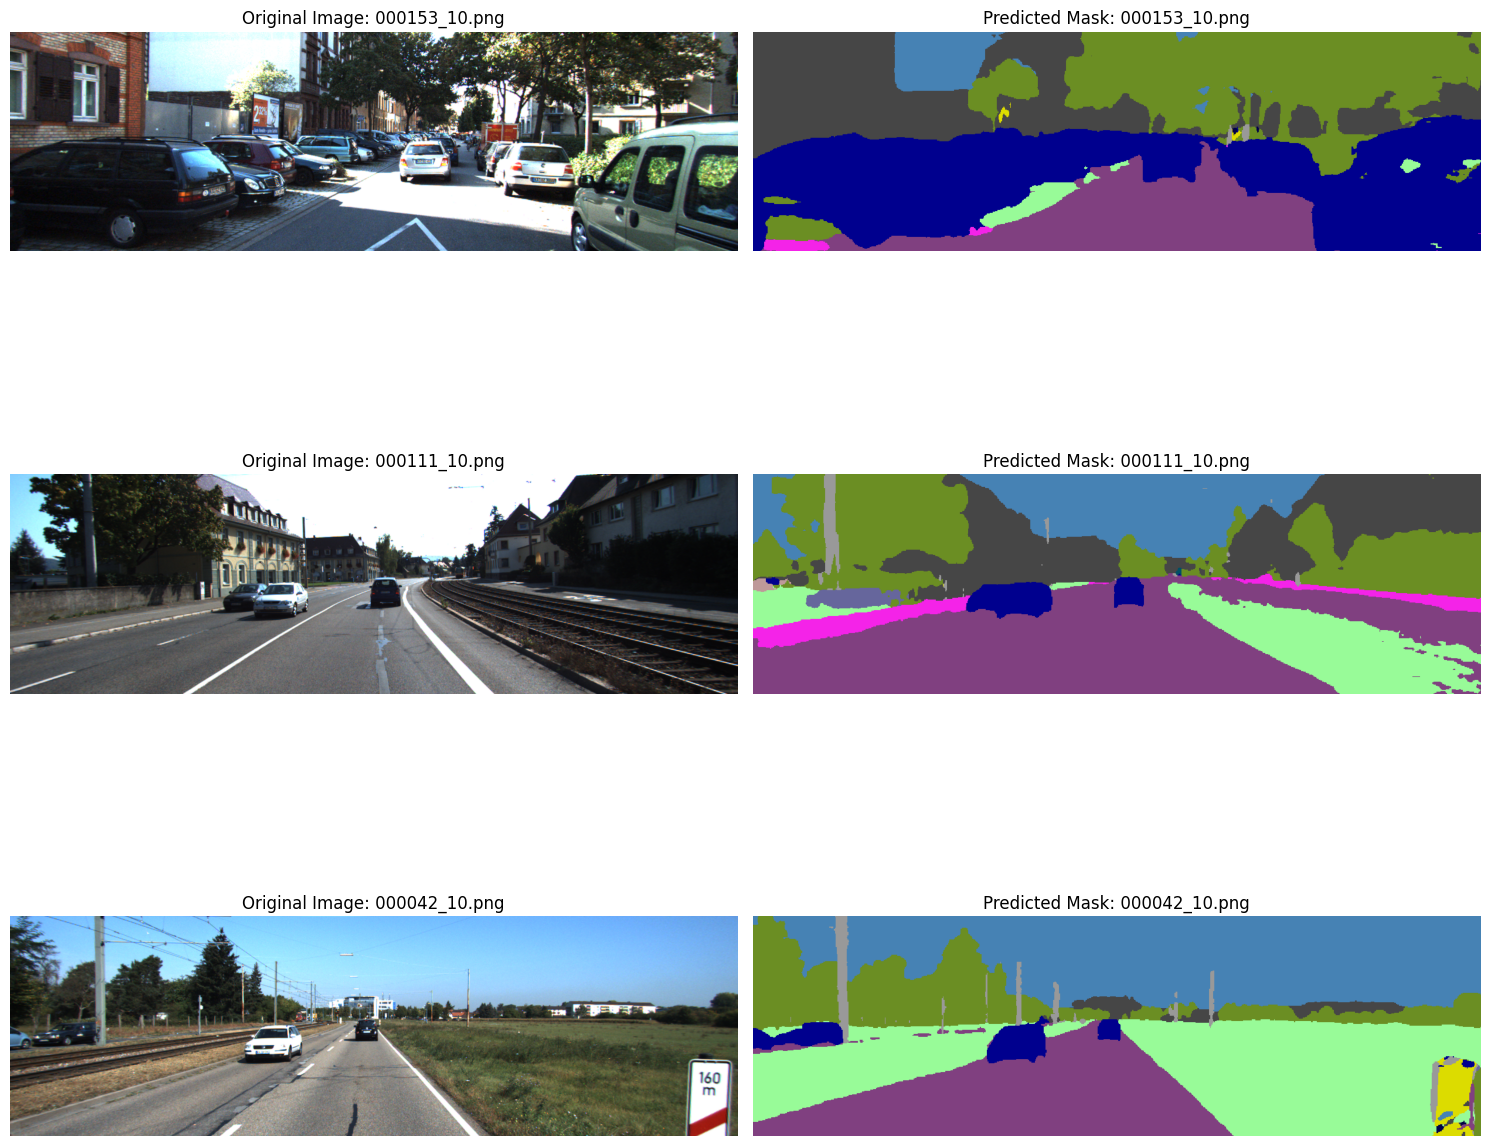 Original Image: 000153_10.png
Predicted Mask: 000153_10.png
2
Original Image: 000111_10.png
Predicted Mask: 000111_10.png
Original Image: 000042_10.png
Predicted Mask: 000042_10.png
160
m